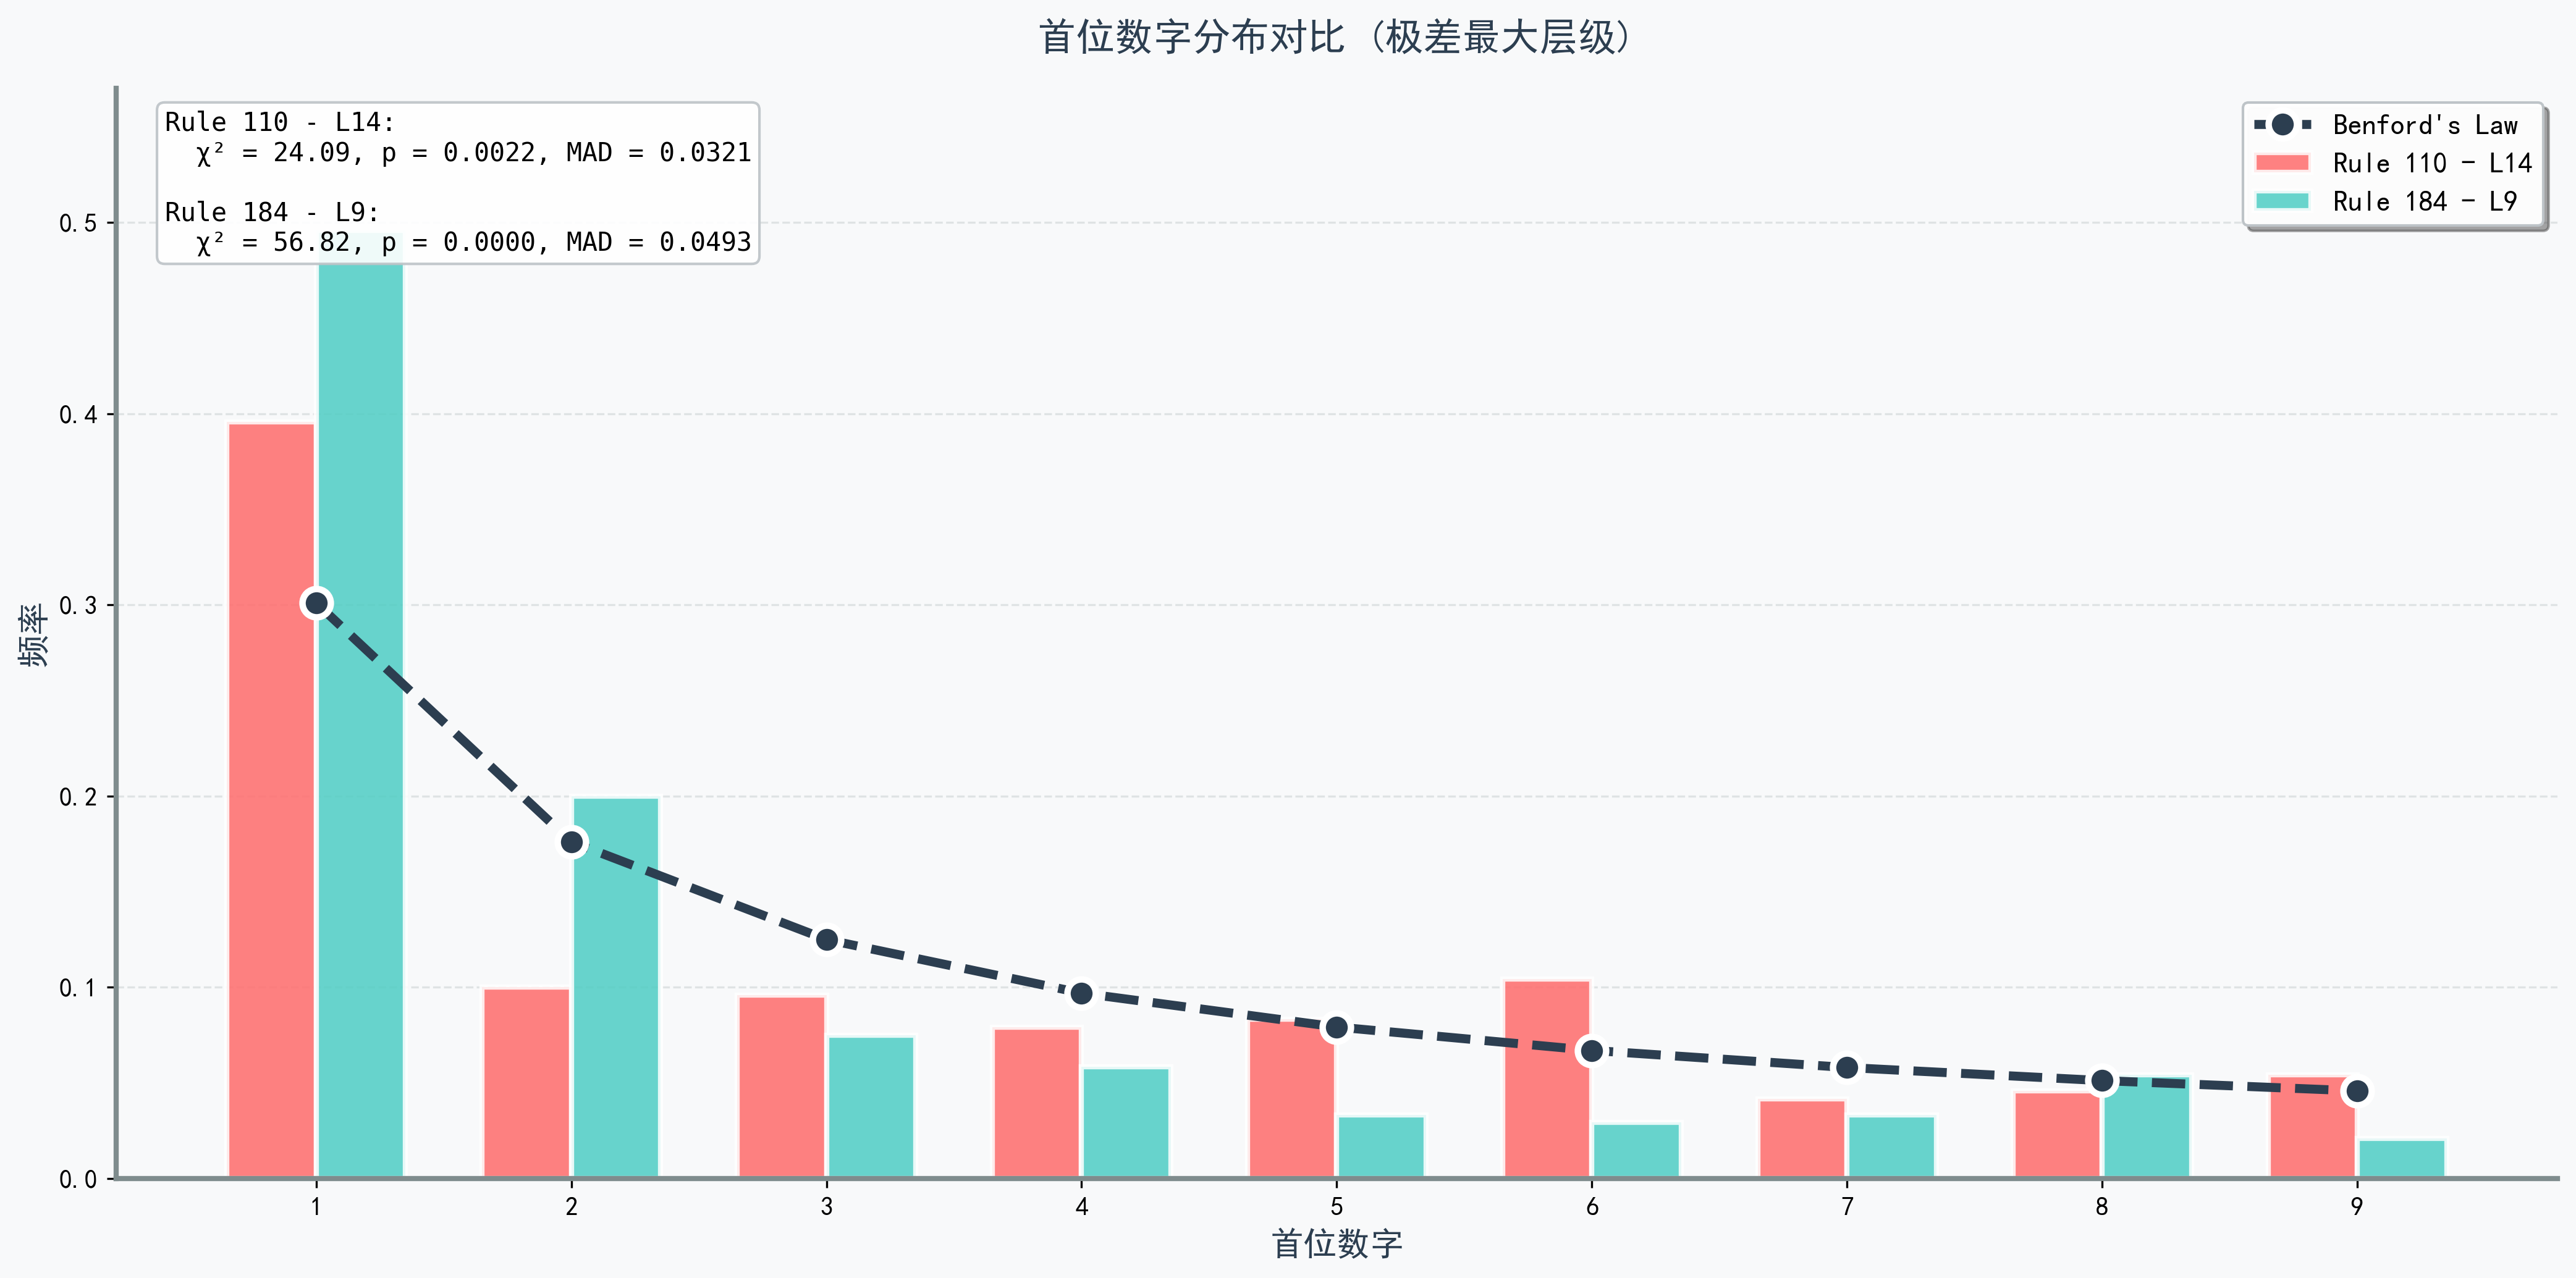 首位数字分布对比 (极差最大层级)
Rule 110 - L14:
χ² = 24.09, p = 0.0022, MAD = 0.0321
Rule 184 - L9:
χ² = 56.82, p = 0.0000, MAD = 0.0493
Benford's Law
Rule 110 - L14
Rule 184 - L9
频率
0.5
0.4
0.3
0.2
0.1
0.0
1 2 3 4 5 6 7 8 9
首位数字